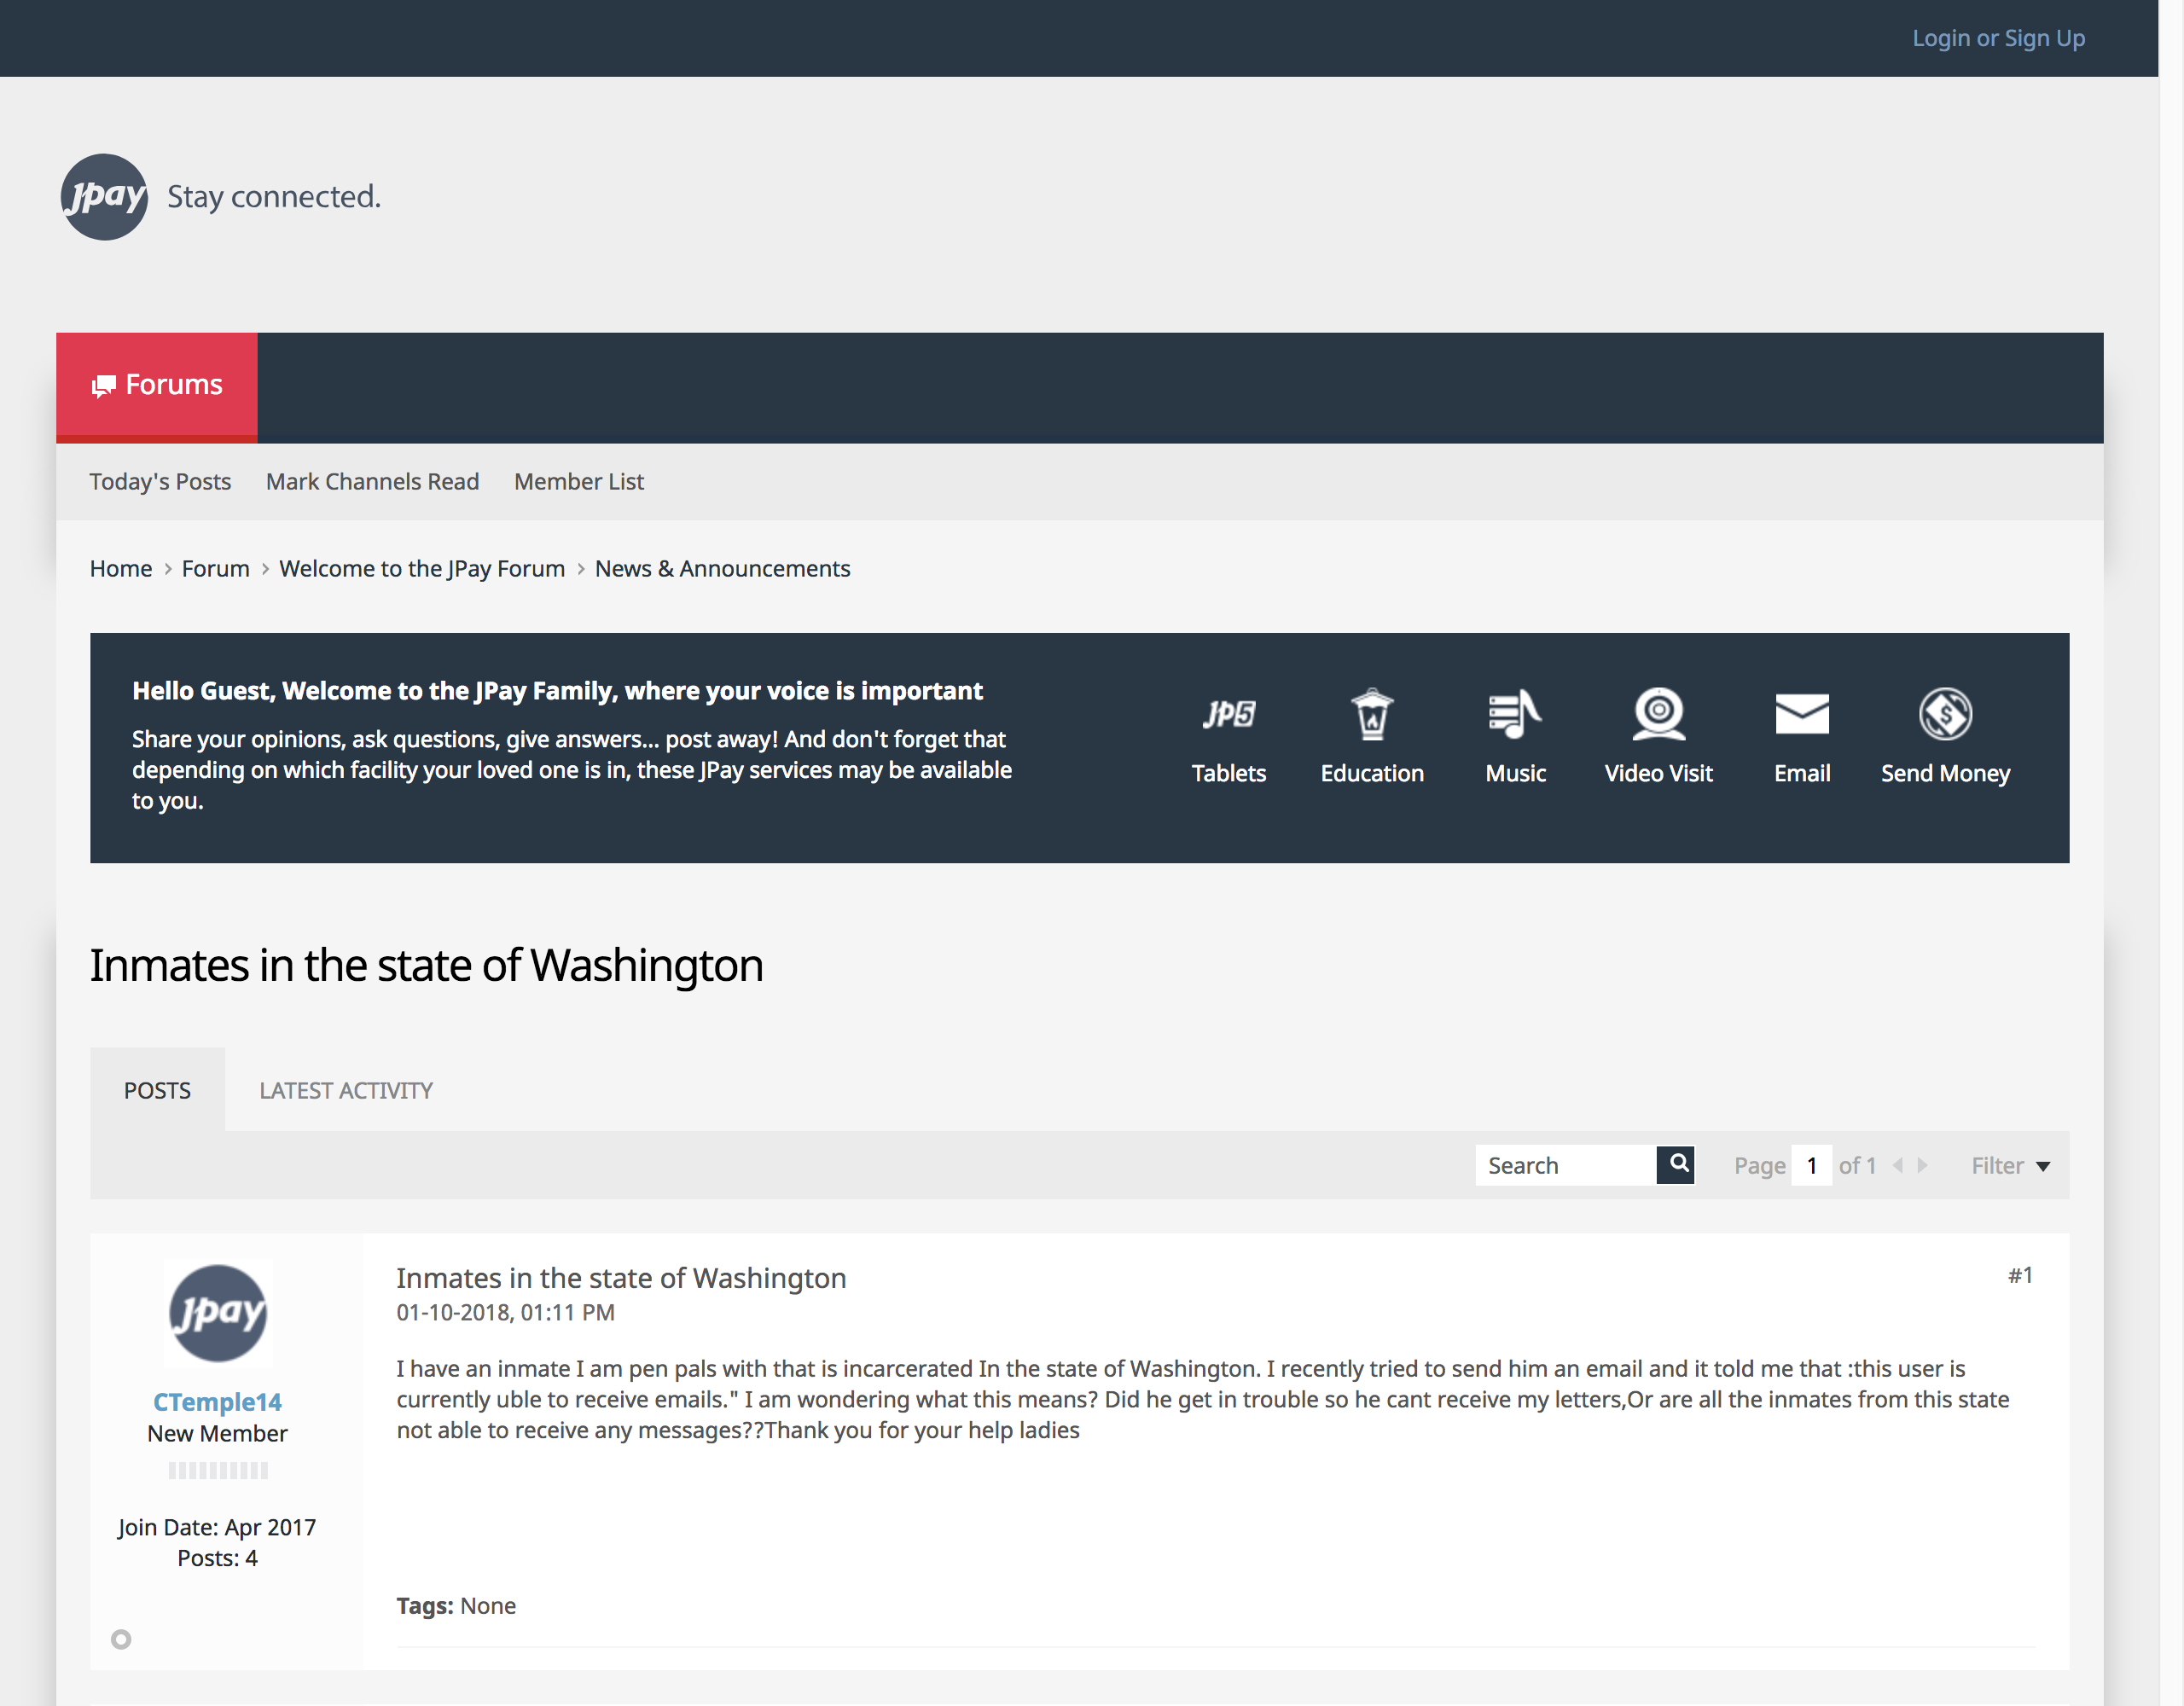 Login or Sign Up
Jpay Stay connected.
Forums
Today's Posts Mark Channels Read Member List
Home › Forum › Welcome to the JPay Forum › News & Announcements
Hello Guest, Welcome to the JPay Family, where your voice is important
Share your opinions, ask questions, give answers... post away! And don't forget that
depending on which facility your loved one is in, these JPay services may be available
to you.
JP5
Tablets Education Music Video Visit Email Send Money
Inmates in the state of Washington
POSTS LATEST ACTIVITY
Search Page 1 of 1 Filter
Jpay
CTemple14
New Member
Join Date: Apr 2017
Posts: 4
Inmates in the state of Washington #1
01-10-2018, 01:11 PM
I have an inmate I am pen pals with that is incarcerated In the state of Washington. I recently tried to send him an email and it told me that :this user is
currently uble to receive emails." I am wondering what this means? Did he get in trouble so he cant receive my letters,Or are all the inmates from this state
not able to receive any messages??Thank you for your help ladies
Tags: None